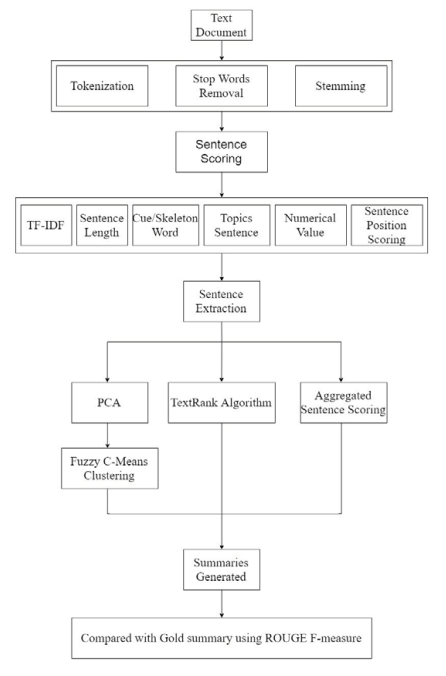 Text
Document
Tokenization
Stop Words
Removal
Stemming
Sentence
Scoring
TF-IDF
Sentence
Length
Cue/Skeleton
Word
Topics
Sentence
Numerical
Value
Sentence
Position
Scoring
Sentence
Extraction
PCA
TextRank Algorithm
Aggregated
Sentence Scoring
Fuzzy C-Means
Clustering
Summaries
Generated
Compared with Gold summary using ROUGE F-measure